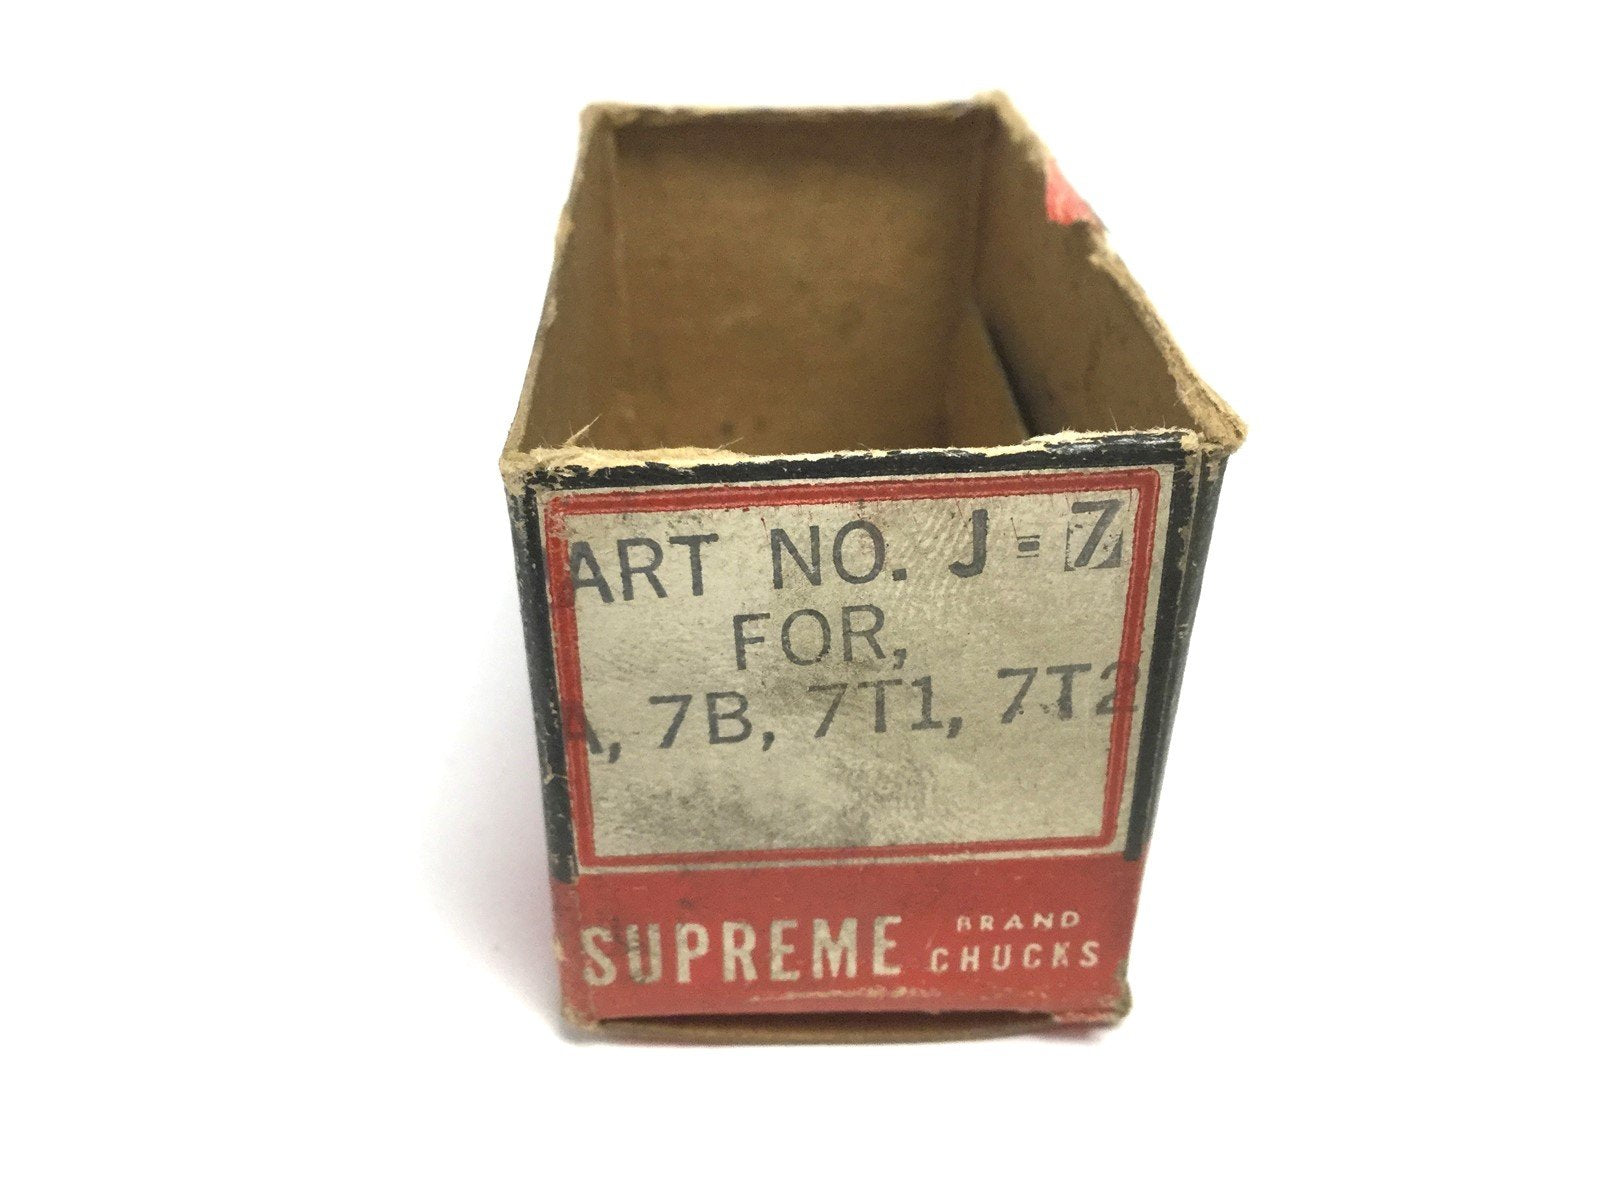 ART NO. J-7
FOR,
A, 7B, 7T1, 7T2
SUPREME BRAND CHUCKS